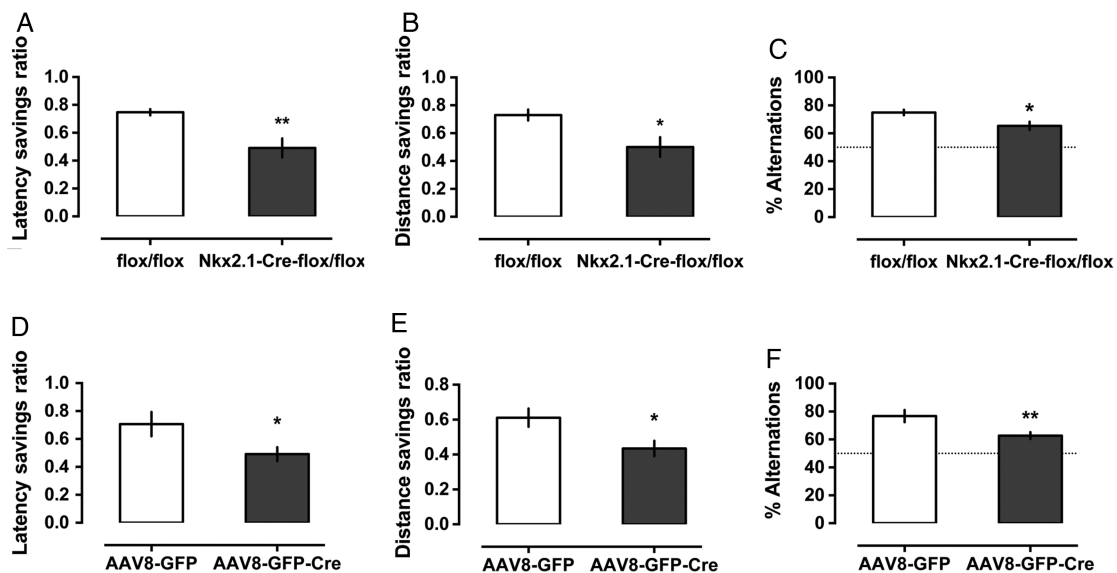 A
Latency savings ratio
1.0
0.8
0.6
0.4
0.2
0.0
**
flox/flox
Nkx2.1-Cre-flox/flox
B
Distance savings ratio
1.0
0.8
0.6
0.4
0.2
0.0
*
flox/flox
Nkx2.1-Cre-flox/flox
C
% Alternations
100
80
60
40
20
0
*
flox/flox
Nkx2.1-Cre-flox/flox
D
Latency savings ratio
1.0
0.8
0.6
0.4
0.2
0.0
*
AAV8-GFP
AAV8-GFP-Cre
E
Distance savings ratio
0.8
0.6
0.4
0.2
0.0
*
AAV8-GFP
AAV8-GFP-Cre
F
% Alternations
100
80
60
40
20
0
**
AAV8-GFP
AAV8-GFP-Cre